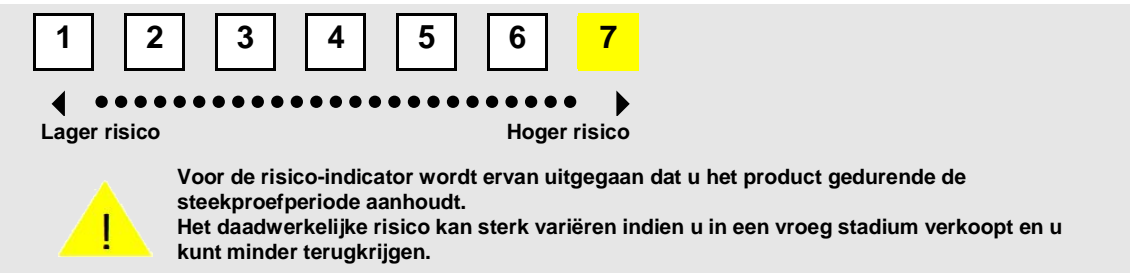 1 2 3 4 5 6 7
Lager risico Hoger risico
Voor de risico-indicator wordt ervan uitgegaan dat u het product gedurende de
steekproefperiode aanhoudt.
Het daadwerkelijke risico kan sterk variëren indien u in een vroeg stadium verkoopt en u
kunt minder terugkrijgen.
!